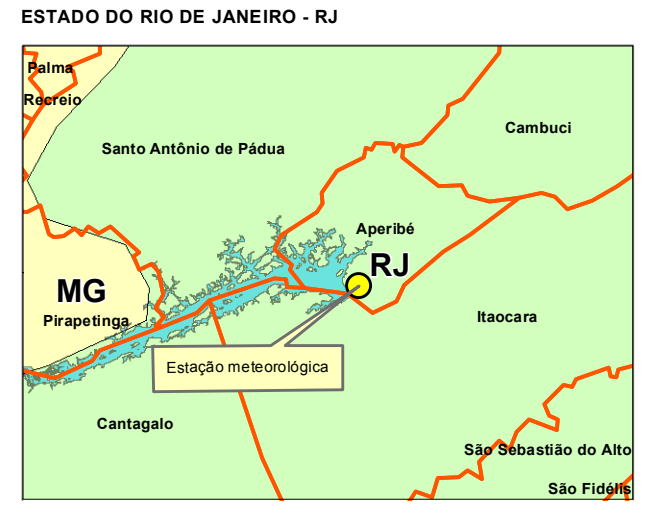 ESTADO DO RIO DE JANEIRO - RJ
Palma
Recreio
Cambuci
Santo Antônio de Pádua
Aperibé
RJ
MG
Pirapetinga
Itaocara
Estação meteorológica
Cantagalo
São Sebastião do Alto
São Fidélis